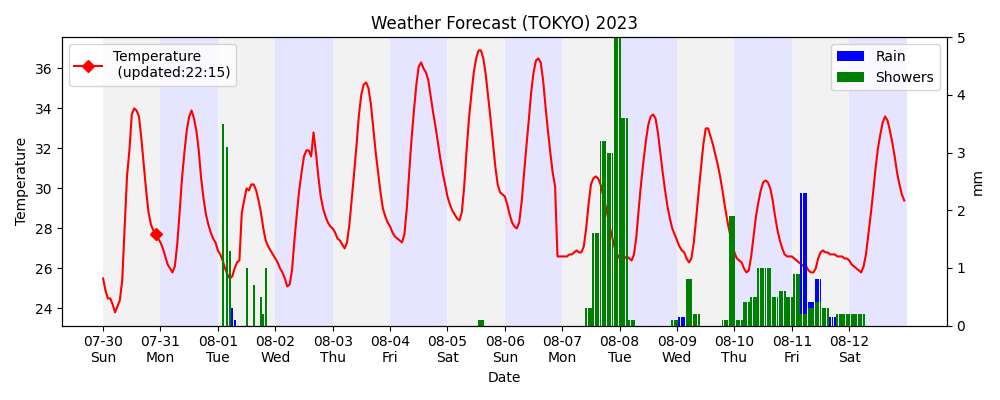 Weather Forecast (TOKYO) 2023
Temperature
(updated:22:15)
Rain
Showers
Temperature
36
34
32
30
28
26
24
5
4
3
2
1
0
mm
07-30 07-31 08-01 08-02 08-03 08-04 08-05 08-06 08-07 08-08 08-09 08-10 08-11 08-12
Sun Mon Tue Wed Thu Fri Sat Sun Mon Tue Wed Thu Fri Sat
Date